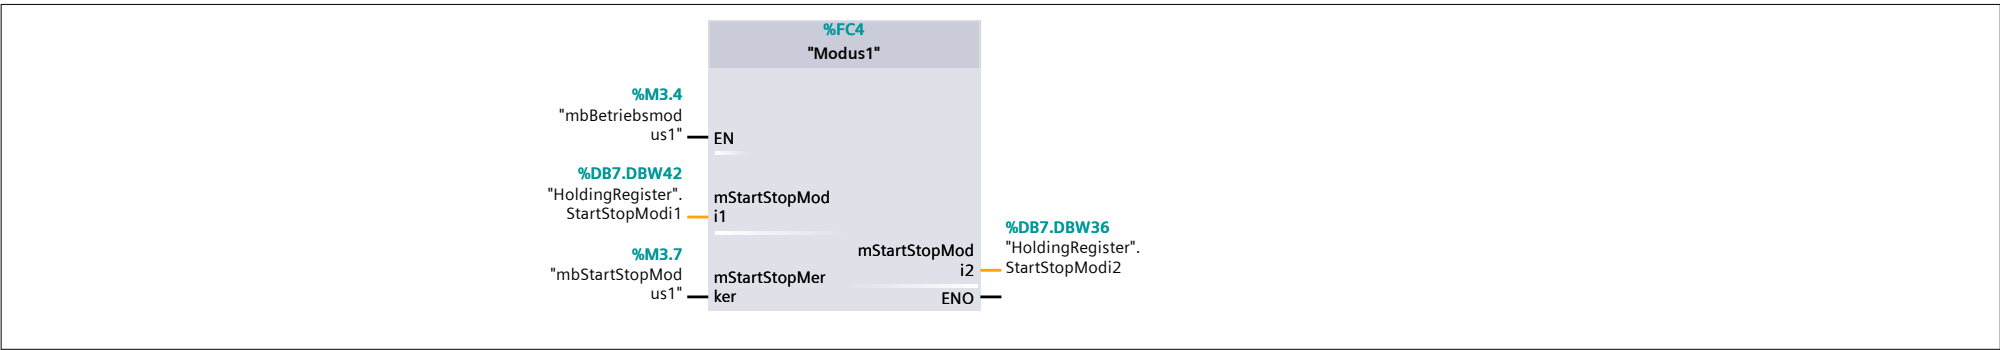 %FC4
"Modus1"
%M3.4
"mbBetriebsmod
us1"
EN
%DB7.DBW42
"HoldingRegister".
StartStopModi1
mStartStopMod
i1
%M3.7
"mbStartStopMod
us1"
mStartStopMer
ker
mStartStopMod
i2
%DB7.DBW36
"HoldingRegister".
StartStopModi2
ENO